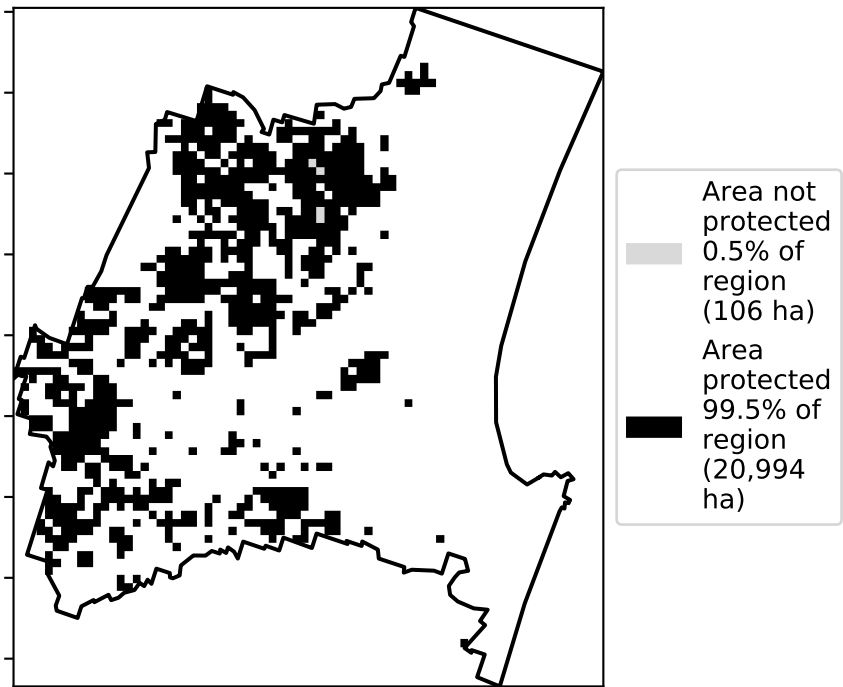 Area not
protected
0.5% of
region
(106 ha)
Area
protected
99.5% of
region
(20,994
ha)